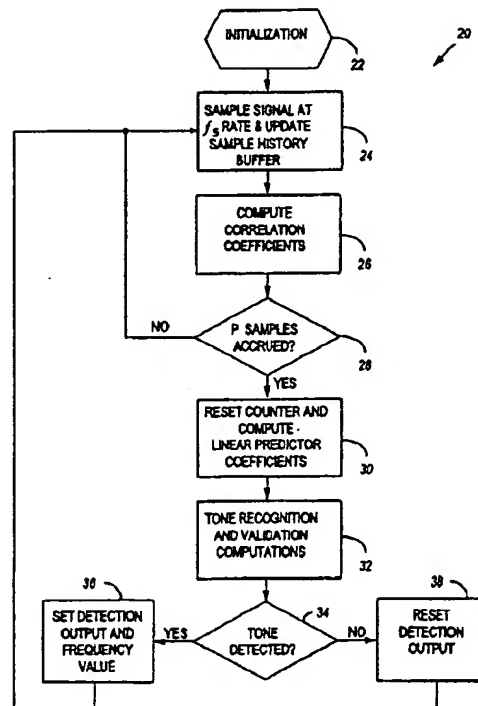 INITIALIZATION
20
22
SAMPLE SIGNAL AT
fs RATE & UPDATE
SAMPLE HISTORY
BUFFER
24
COMPUTE
CORRELATION
COEFFICIENTS
26
NO
P SAMPLES
ACCRUED?
28
YES
RESET COUNTER AND
COMPUTE -
LINEAR PREDICTOR
COEFFICIENTS
30
TONE RECOGNITION
AND VALIDATION
COMPUTATIONS
32
36
34
38
SET DETECTION
OUTPUT AND
FREQUENCY
VALUE
YES
TONE
DETECTED?
NO
RESET
DETECTION
OUTPUT